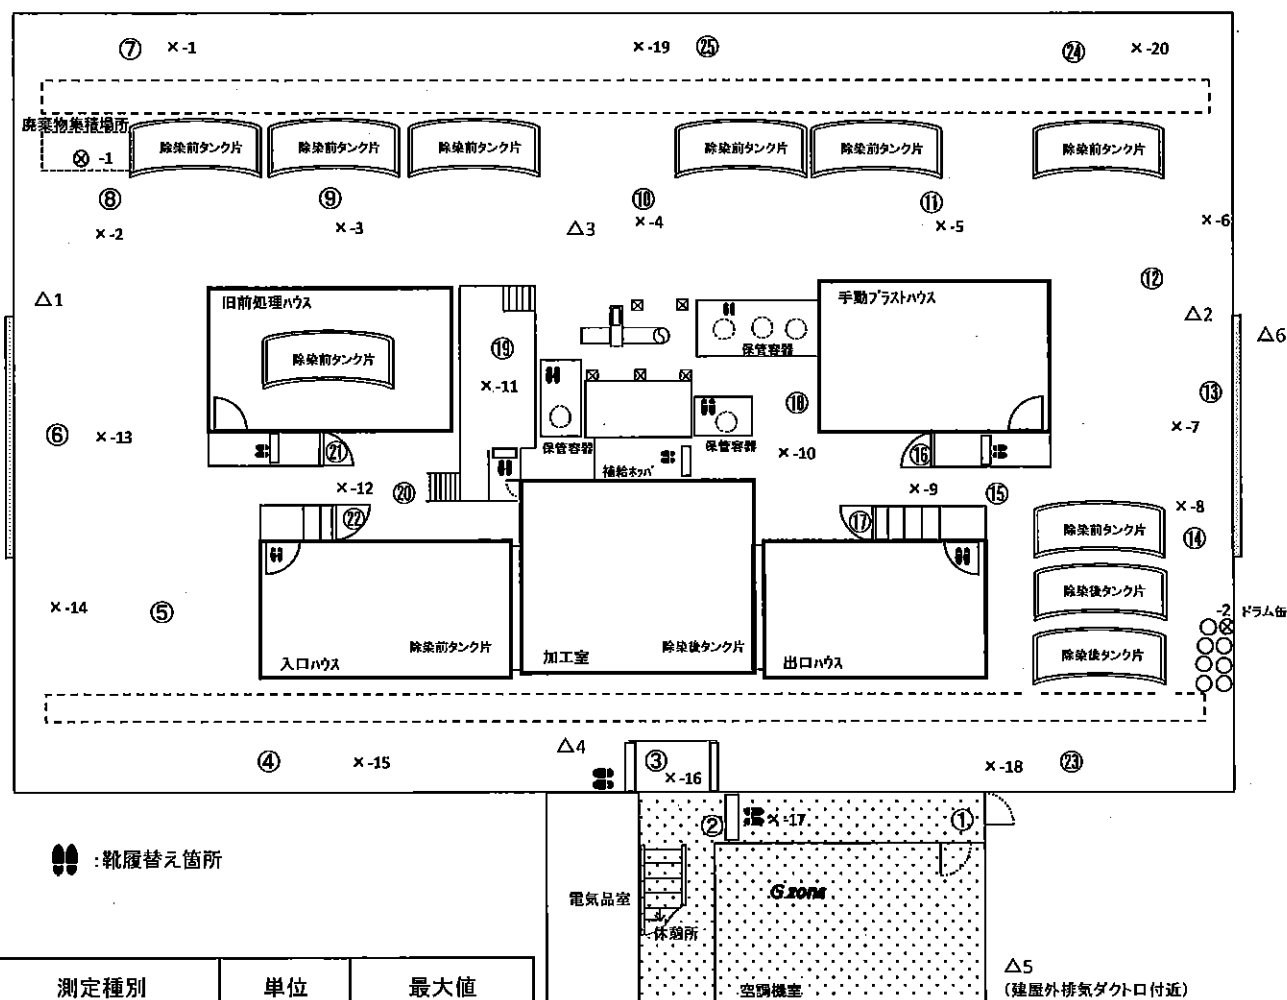 ⑦ ×-1 ×-19 ㉕ ㉔ ×-20
廃棄物集積場所
⊗ -1
除染前タンク片 除染前タンク片 除染前タンク片 除染前タンク片 除染前タンク片 除染前タンク片
⑧ ⑨ ⑩ ⑪
×-2 ×-3 △3 ×-4 ×-5 ×-6
⑫
△1 旧前処理ハウス 手動ブラストハウス △2
△6
保管容器
除染前タンク片 ⑲
×-11 ⑬
⑱
⑥ ×-13 ×-7
㉑ 保管容器 保管容器 ×-10 ⑯
補給ホッパ
×-12 ⑳ ×-9 ⑮ ×-8
㉒ ⑰ 除染前タンク片 ⑭
除染後タンク片
×-14 ⑤ -2 ドラム缶
除染前タンク片 除染後タンク片 除染後タンク片
入口ハウス 加工室 出口ハウス
④ ×-15 △4 ③ ×-16 ×-18 ㉓
② ×-17 ①
:靴履替え箇所
電気品室 G zone
休憩所
測定種別 単位 最大値
空調機室
△5
(建屋外排気ダクト口付近)